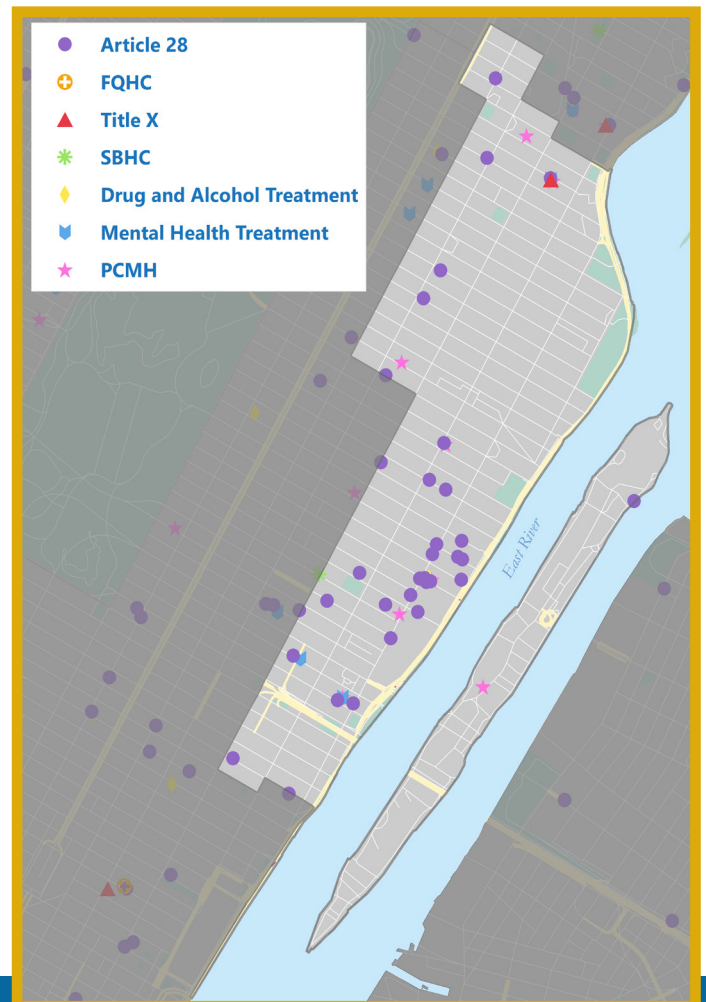 Article 28
FQHC
Title X
SBHC
Drug and Alcohol Treatment
Mental Health Treatment
PCMH
East River